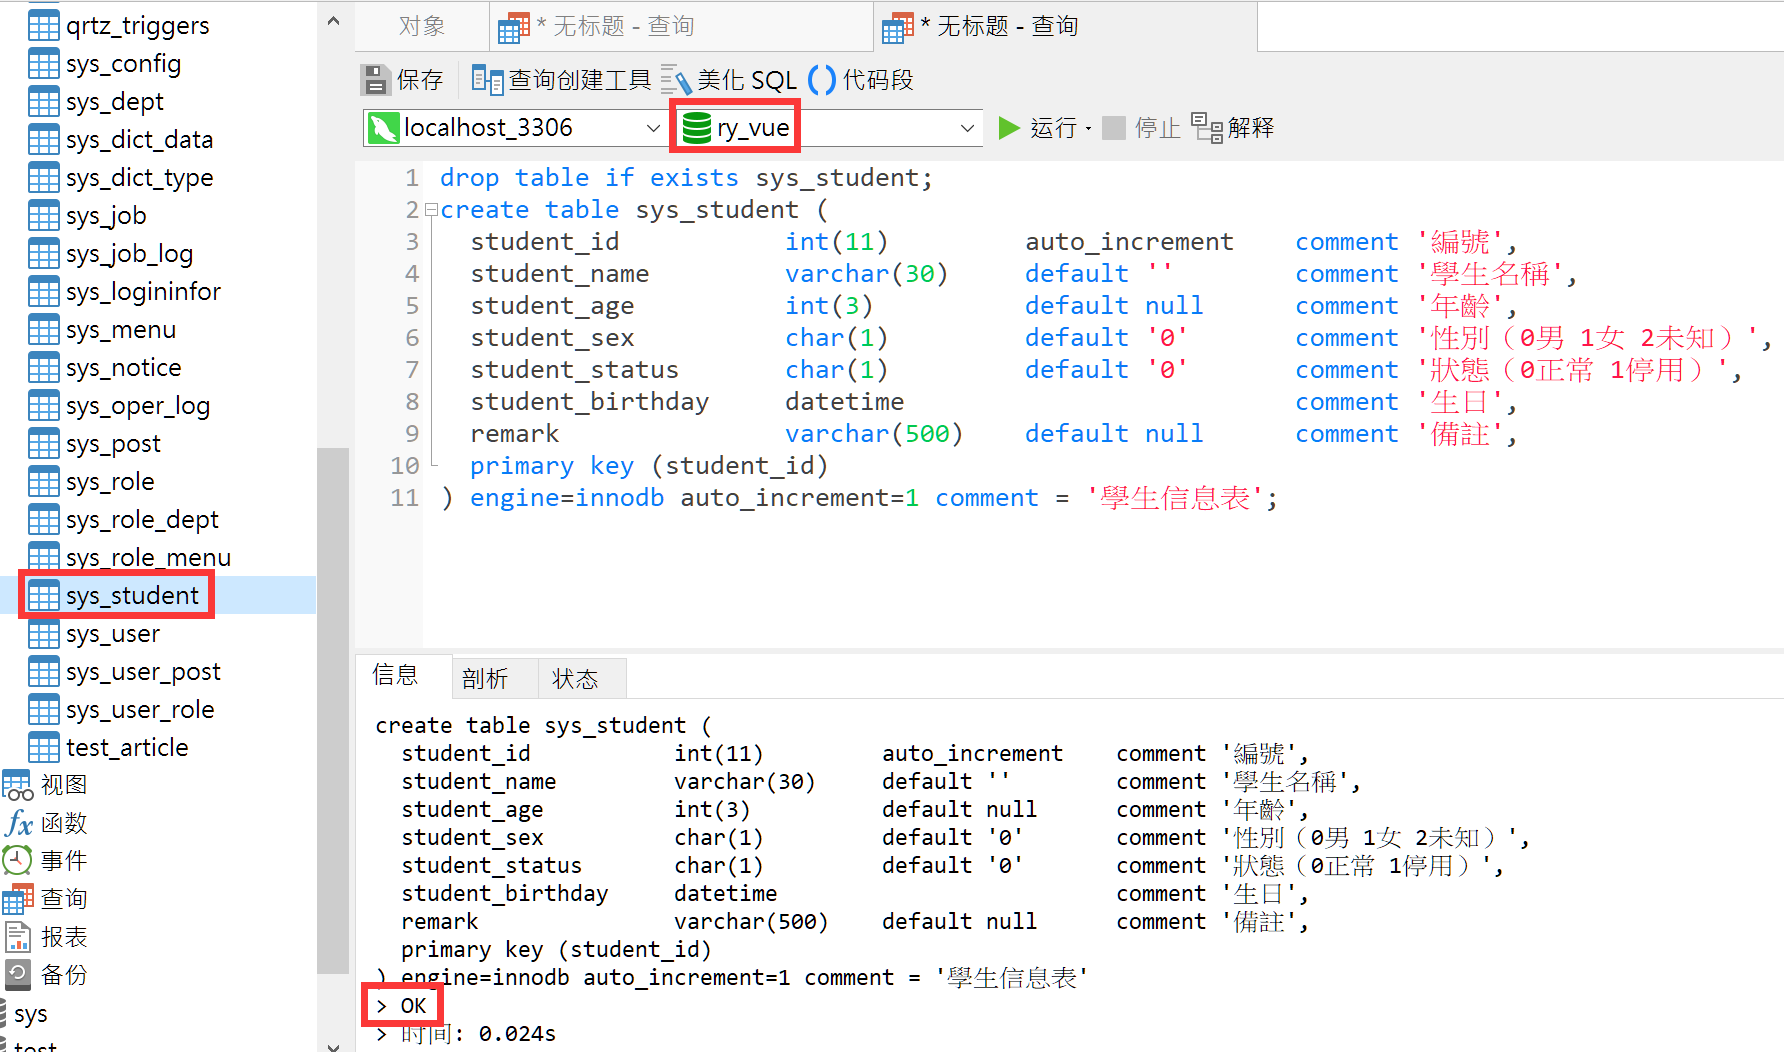 qrtz_triggers
sys_config
sys_dept
sys_dict_data
sys_dict_type
sys_job
sys_job_log
sys_logininfor
sys_menu
sys_notice
sys_oper_log
sys_post
sys_role
sys_role_dept
sys_role_menu
sys_student
sys_user
sys_user_post
sys_user_role
test_article
视图
fx 函数
事件
查询
报表
备份
sys
test
对象
* 无标题 - 查询
* 无标题 - 查询
保存 查询创建工具 美化 SQL () 代码段
localhost_3306 ry_vue 运行 停止 解释
1 drop table if exists sys_student;
2 create table sys_student (
3 student_id int(11) auto_increment comment '編號',
4 student_name varchar(30) default '' comment '學生名稱',
5 student_age int(3) default null comment '年齡',
6 student_sex char(1) default '0' comment '性別（0男 1女 2未知）',
7 student_status char(1) default '0' comment '狀態（0正常 1停用）',
8 student_birthday datetime comment '生日',
9 remark varchar(500) default null comment '備註',
10 primary key (student_id)
11 ) engine=innodb auto_increment=1 comment = '學生信息表';
信息 剖析 状态
create table sys_student (
student_id int(11) auto_increment comment '編號',
student_name varchar(30) default '' comment '學生名稱',
student_age int(3) default null comment '年齡',
student_sex char(1) default '0' comment '性別（0男 1女 2未知）',
student_status char(1) default '0' comment '狀態（0正常 1停用）',
student_birthday datetime comment '生日',
remark varchar(500) default null comment '備註',
primary key (student_id)
) engine=innodb auto_increment=1 comment = '學生信息表'
> OK
> 时间: 0.024s